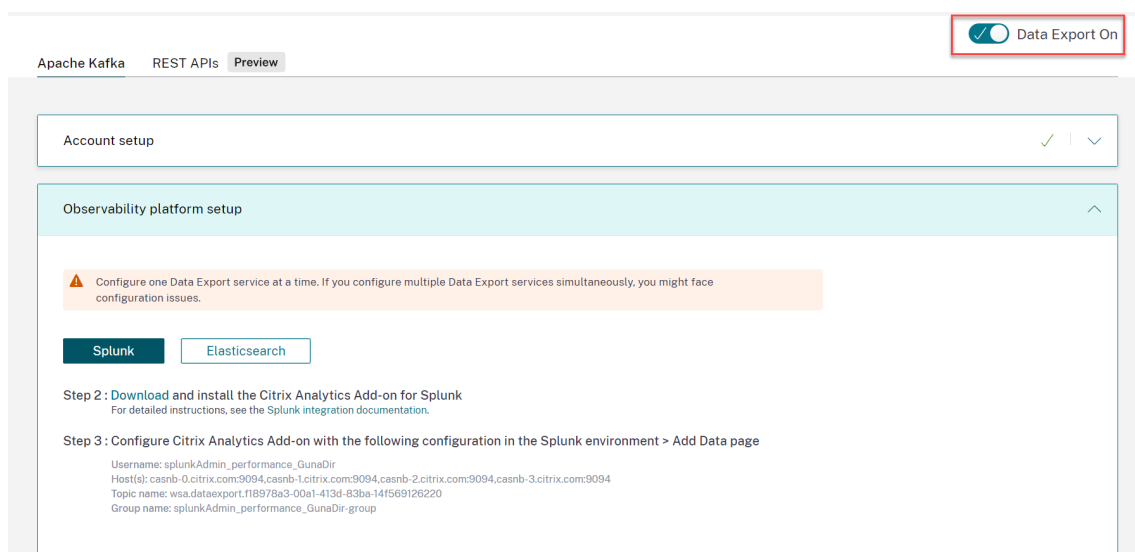 Data Export On
Apache Kafka REST APIs Preview
Account setup
Observability platform setup
Configure one Data Export service at a time. If you configure multiple Data Export services simultaneously, you might face
configuration issues.
Splunk Elasticsearch
Step 2 : Download and install the Citrix Analytics Add-on for Splunk
For detailed instructions, see the Splunk integration documentation.
Step 3 : Configure Citrix Analytics Add-on with the following configuration in the Splunk environment > Add Data page
Username: splunkAdmin_performance_GunaDir
Host(s): casnb-0.citrix.com:9094,casnb-1.citrix.com:9094,casnb-2.citrix.com:9094,casnb-3.citrix.com:9094
Topic name: wsa.dataexport.f18978a3-00a1-413d-83ba-14f569126220
Group name: splunkAdmin_performance_GunaDir-group